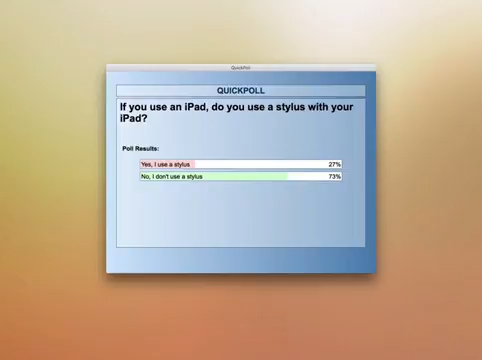 QuickPoll
QUICKPOLL
If you use an iPad, do you use a stylus with your
iPad?
Poll Results:
Yes, I use a stylus 27%
No, I don't use a stylus 73%